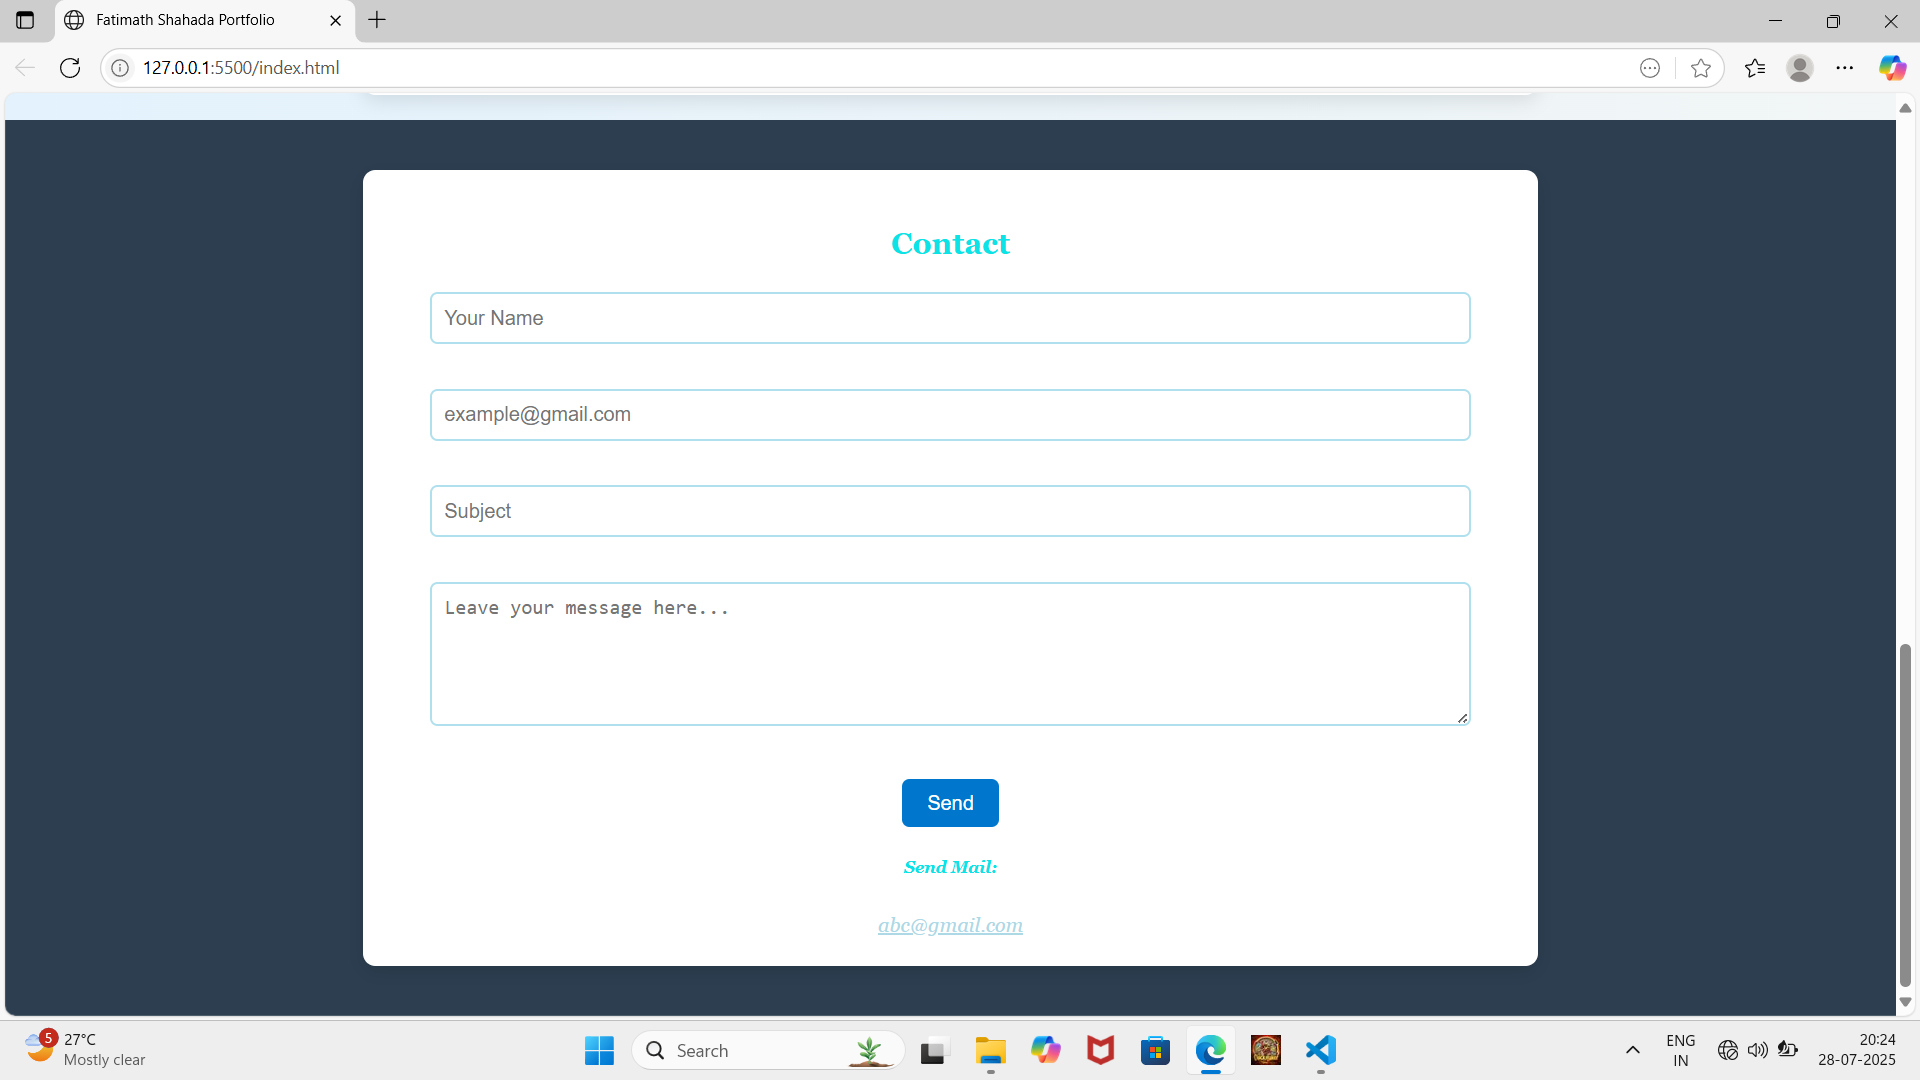 Fatimath Shahada Portfolio
127.0.0.1:5500/index.html
Contact
Your Name
example@gmail.com
Subject
Leave your message here...
Send
Send Mail:
abc@gmail.com
5
27°C
Mostly clear
Search
ENG
IN
20:24
28-07-2025